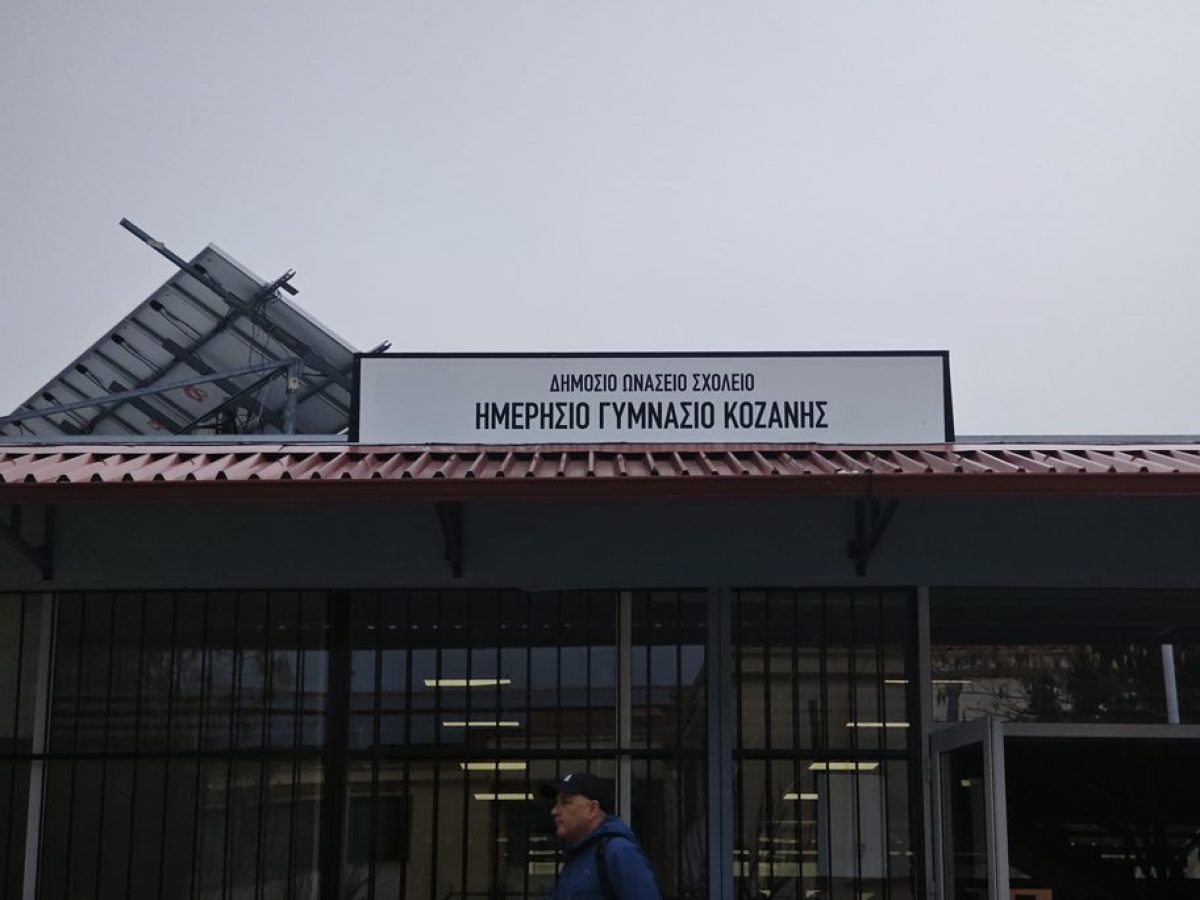 ΔΗΜΟΣΙΟ ΩΝΑΣΕΙΟ ΣΧΟΛΕΙΟ
ΗΜΕΡΗΣΙΟ ΓΥΜΝΑΣΙΟ ΚΟΖΑΝΗΣ